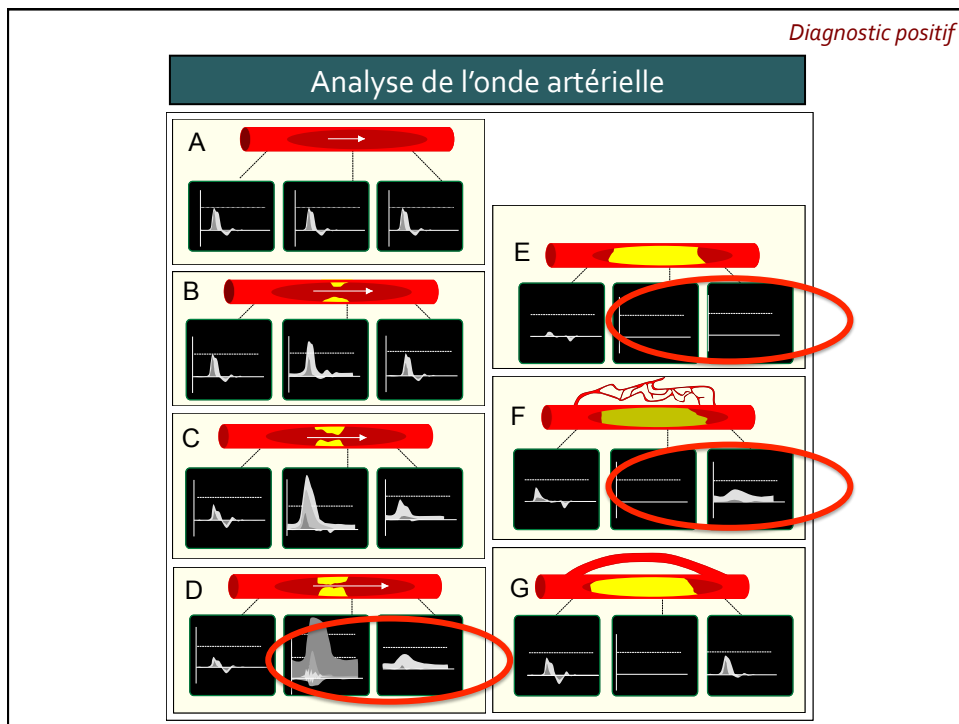 Diagnostic positif
Analyse de l’onde artérielle
A
B
C
D
E
F
G